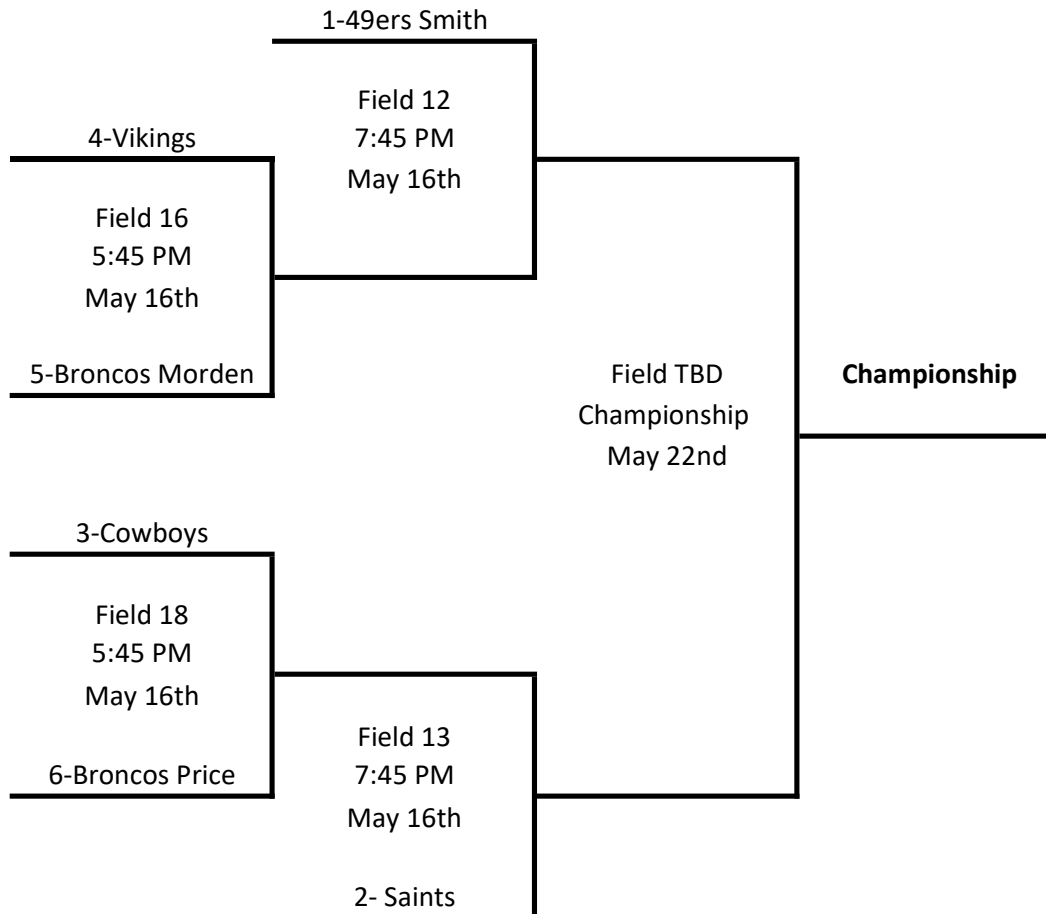 1-49ers Smith
Field 12
7:45 PM
May 16th
4-Vikings
Field 16
5:45 PM
May 16th
5-Broncos Morden
Field TBD
Championship
May 22nd
Championship
3-Cowboys
Field 18
5:45 PM
May 16th
6-Broncos Price
Field 13
7:45 PM
May 16th
2- Saints